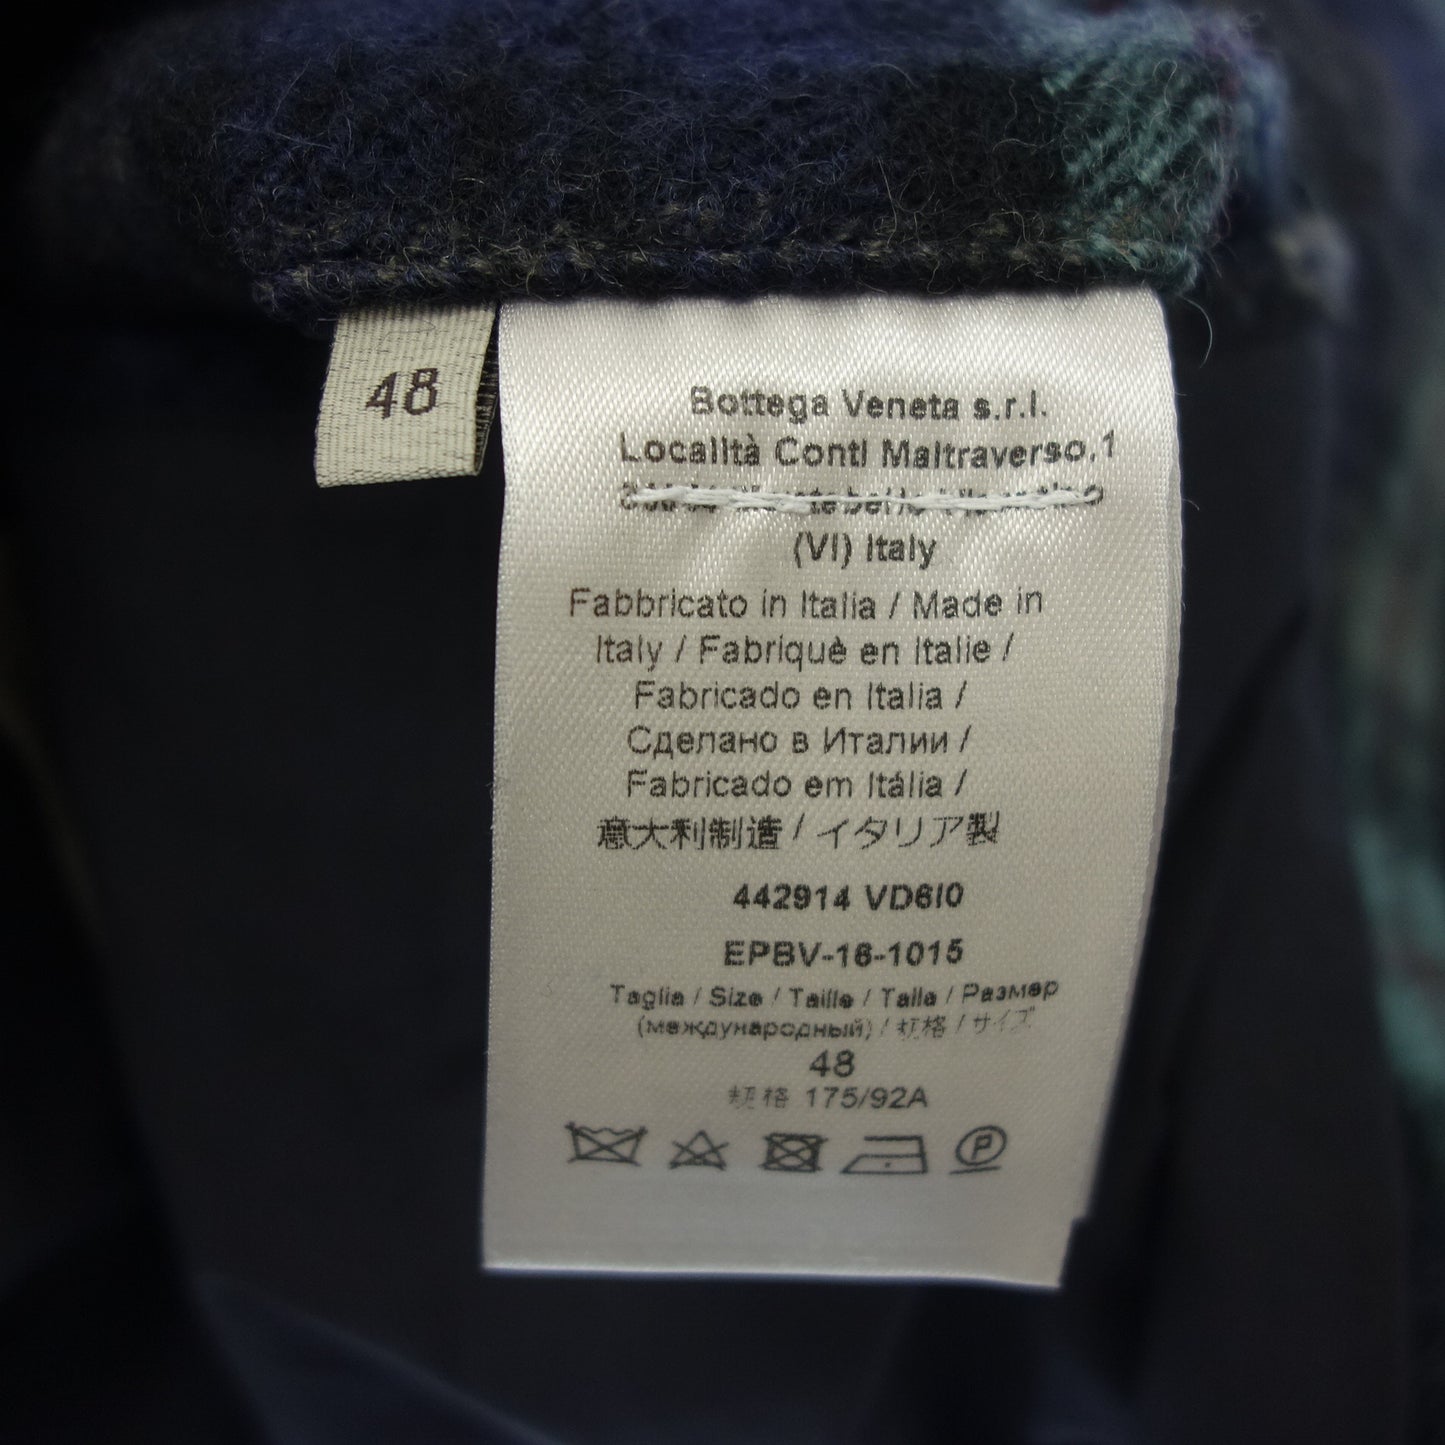 48
Bottega Veneta s.r.l.
Località Conti Maltraverso,1
(VI) Italy
Fabbricato in Italia / Made in
Italy / Fabriquè en Italie /
Fabricado en Italia /
Сделано в Италии /
Fabricado em Itália /
意大利制造 / イタリア製
442914 VD6I0
EPBV-16-1015
Taglia / Size / Taille / Talla / Размер
(международный) / 规格 / サイズ
48
规格 175/92A
P